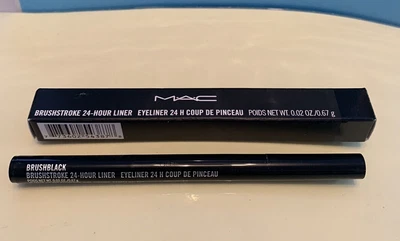 MAC
BRUSHSTROKE 24-HOUR LINER EYELINER 24 H COUP DE PINCEAU POIDS NET WT. 0.02 OZ./0.67 g
BRUSHBLACK
BRUSHSTROKE 24-HOUR LINER EYELINER 24 H COUP DE PINCEAU